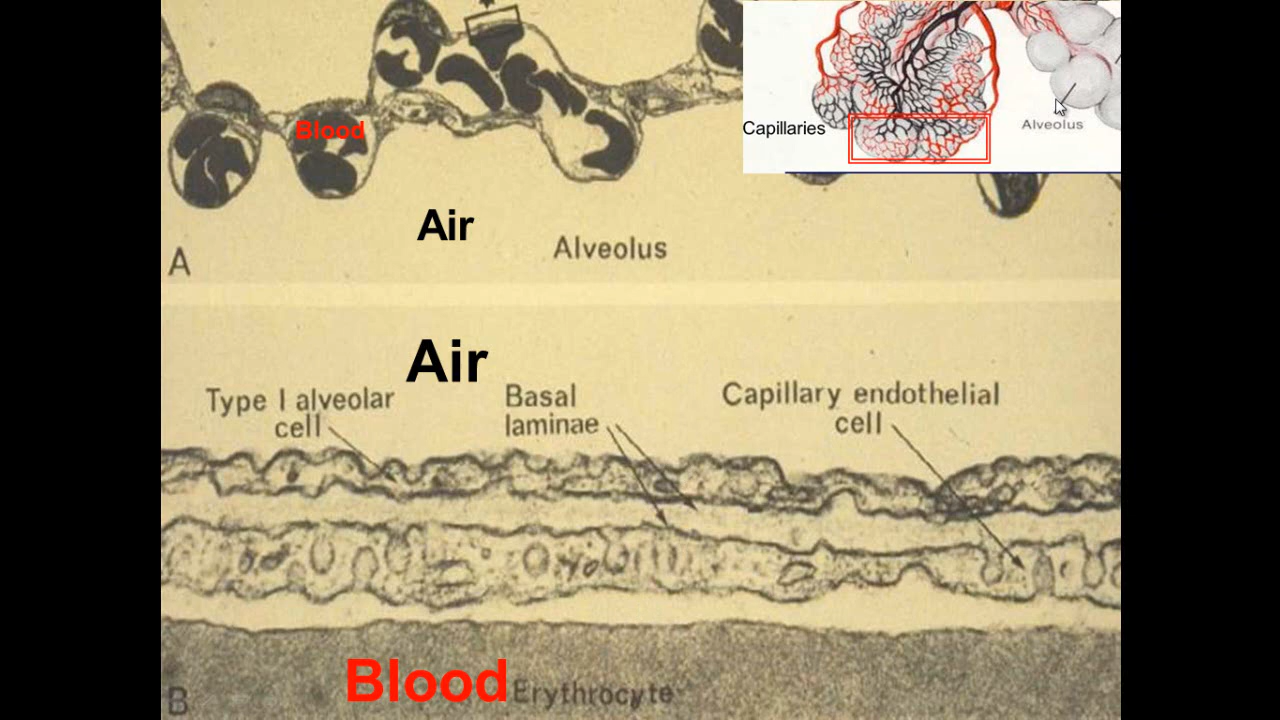 Blood
Capillaries
Alveolus
Air
Alveolus
A
Air
Type I alveolar
cell
Basal
laminae
Capillary endothelial
cell
Blood
Erythrocyte
B